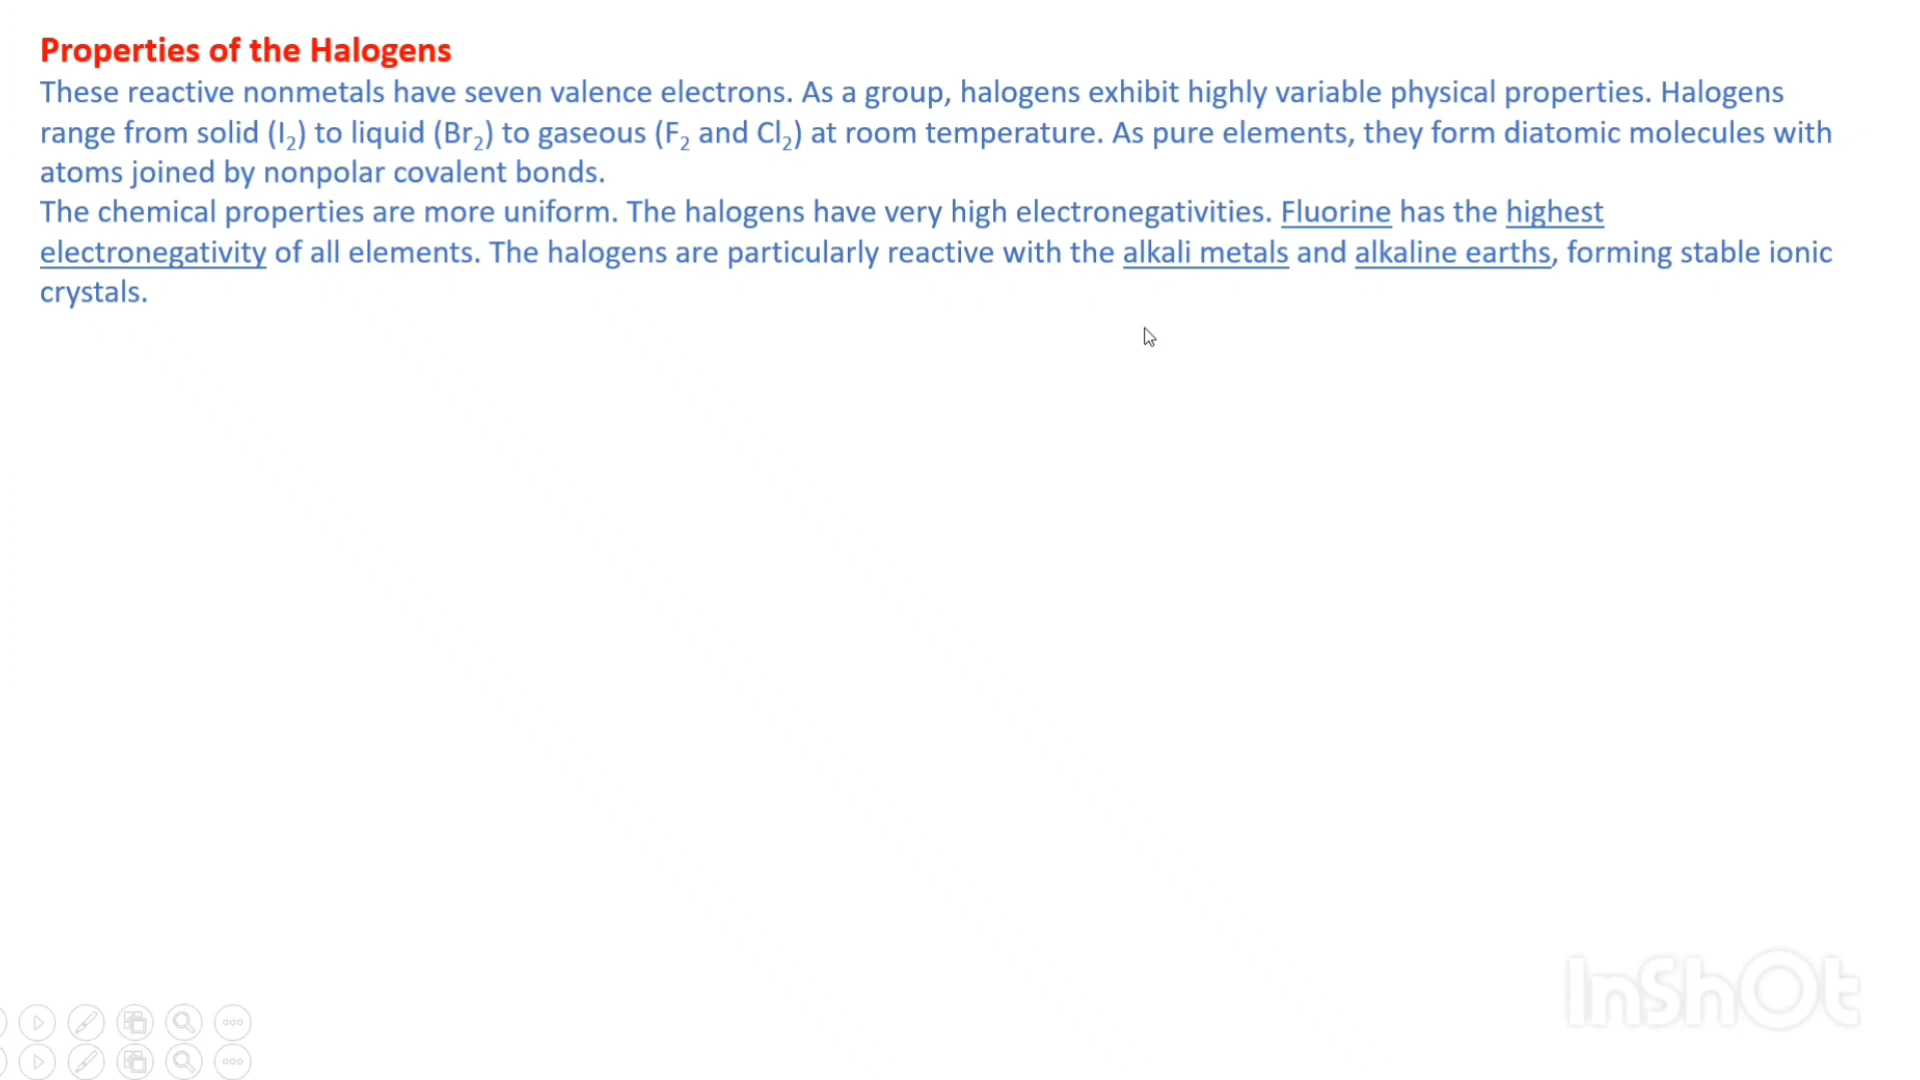 Properties of the Halogens
These reactive nonmetals have seven valence electrons. As a group, halogens exhibit highly variable physical properties. Halogens
range from solid (I₂) to liquid (Br₂) to gaseous (F₂ and Cl₂) at room temperature. As pure elements, they form diatomic molecules with
atoms joined by nonpolar covalent bonds.
The chemical properties are more uniform. The halogens have very high electronegativities. Fluorine has the highest
electronegativity of all elements. The halogens are particularly reactive with the alkali metals and alkaline earths, forming stable ionic
crystals.
InShOt